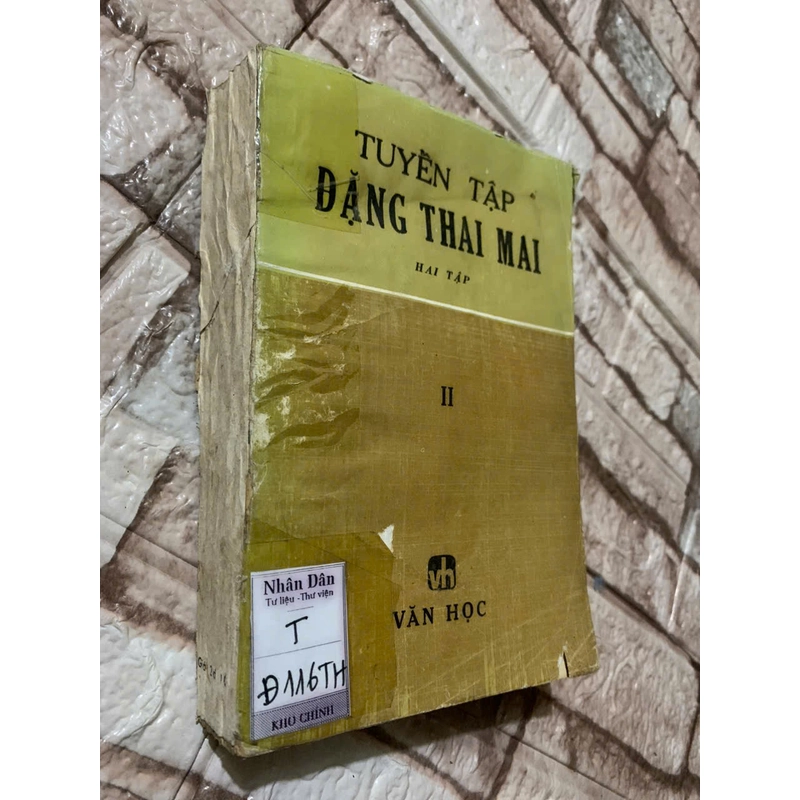 TUYỂN TẬP
ĐẶNG THAI MAI
HAI TẬP
II
vh
VĂN HỌC
Nhân Dân
Tư liệu - Thư viện
T
Đ116TH
KHO CHÍNH